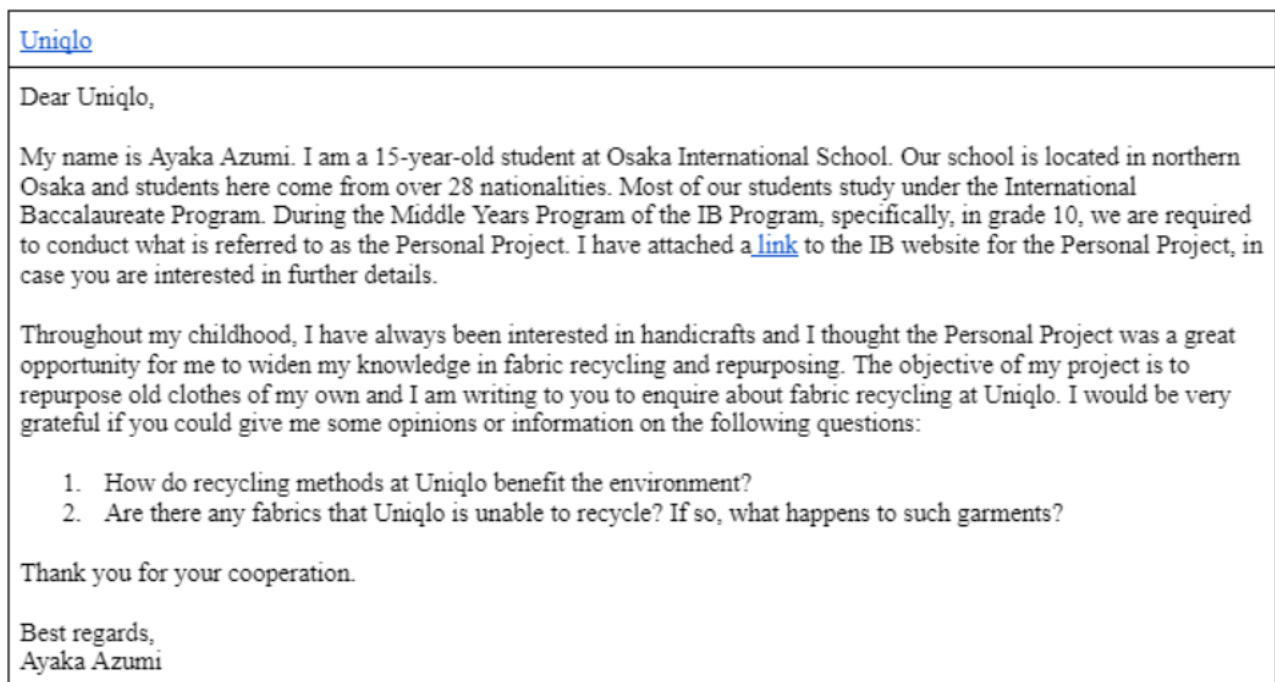 Uniqlo
Dear Uniqlo,
My name is Ayaka Azumi. I am a 15-year-old student at Osaka International School. Our school is located in northern
Osaka and students here come from over 28 nationalities. Most of our students study under the International
Baccalaureate Program. During the Middle Years Program of the IB Program, specifically, in grade 10, we are required
to conduct what is referred to as the Personal Project. I have attached a link to the IB website for the Personal Project, in
case you are interested in further details.
Throughout my childhood, I have always been interested in handicrafts and I thought the Personal Project was a great
opportunity for me to widen my knowledge in fabric recycling and repurposing. The objective of my project is to
repurpose old clothes of my own and I am writing to you to enquire about fabric recycling at Uniqlo. I would be very
grateful if you could give me some opinions or information on the following questions:
1. How do recycling methods at Uniqlo benefit the environment?
2. Are there any fabrics that Uniqlo is unable to recycle? If so, what happens to such garments?
Thank you for your cooperation.
Best regards,
Ayaka Azumi